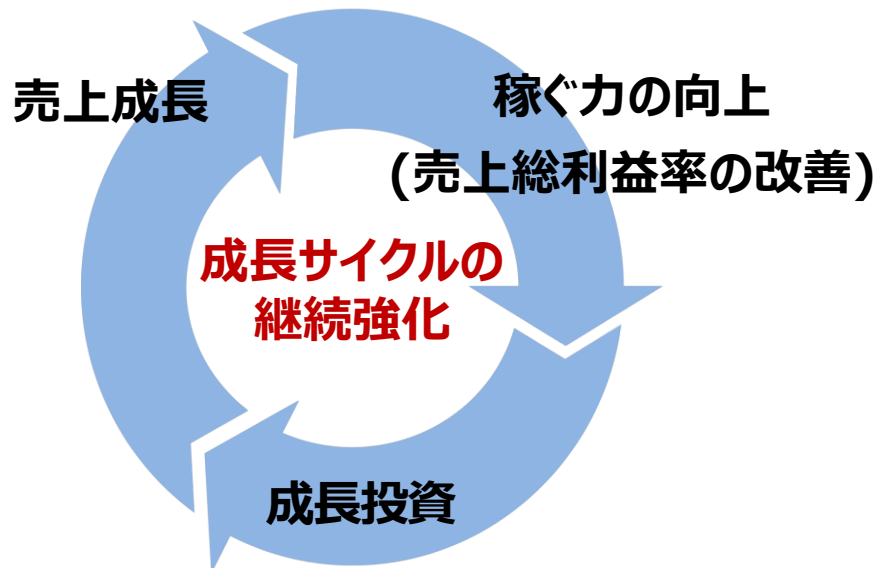 売上成長
稼ぐ力の向上
(売上総利益率の改善)
成長サイクルの
継続強化
成長投資